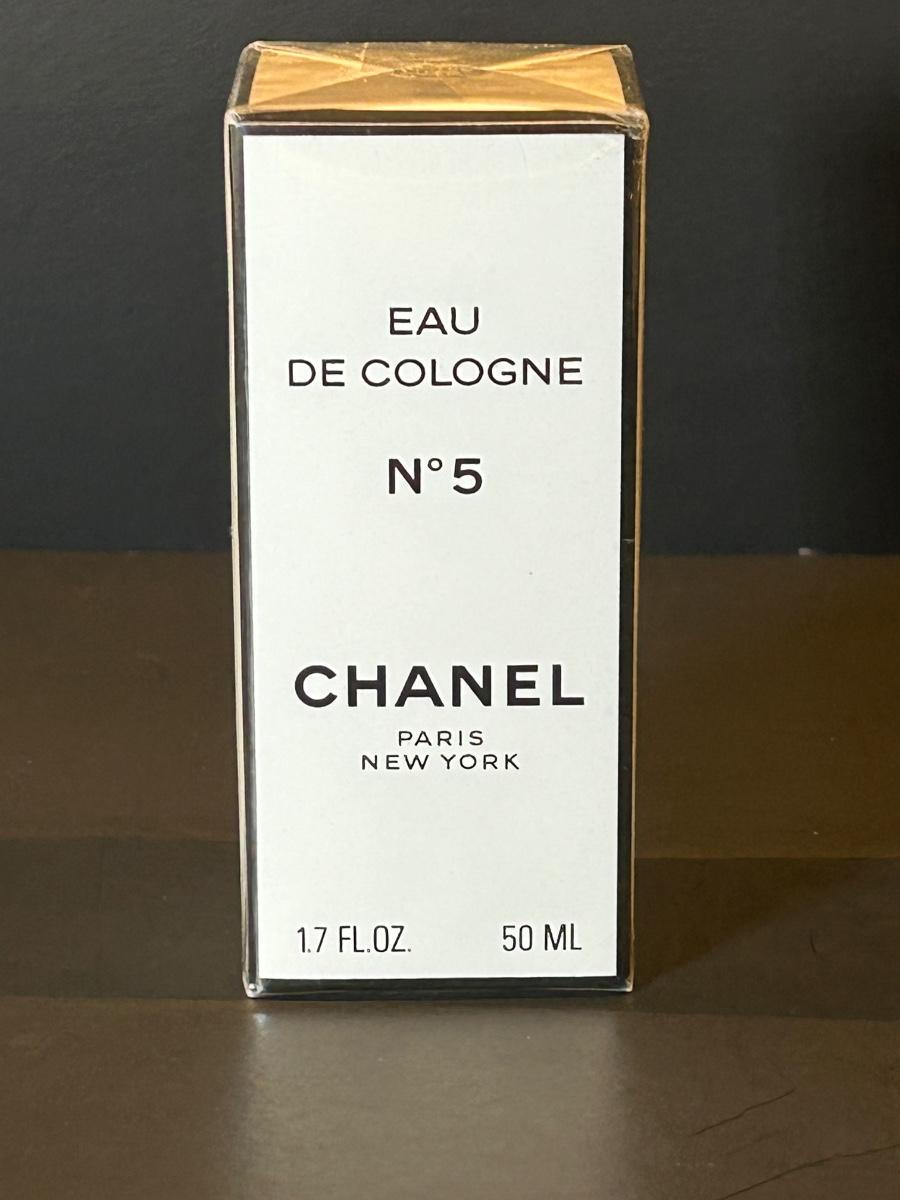 EAU
DE COLOGNE
N°5
CHANEL
PARIS
NEW YORK
1.7 FL.OZ. 50 ML